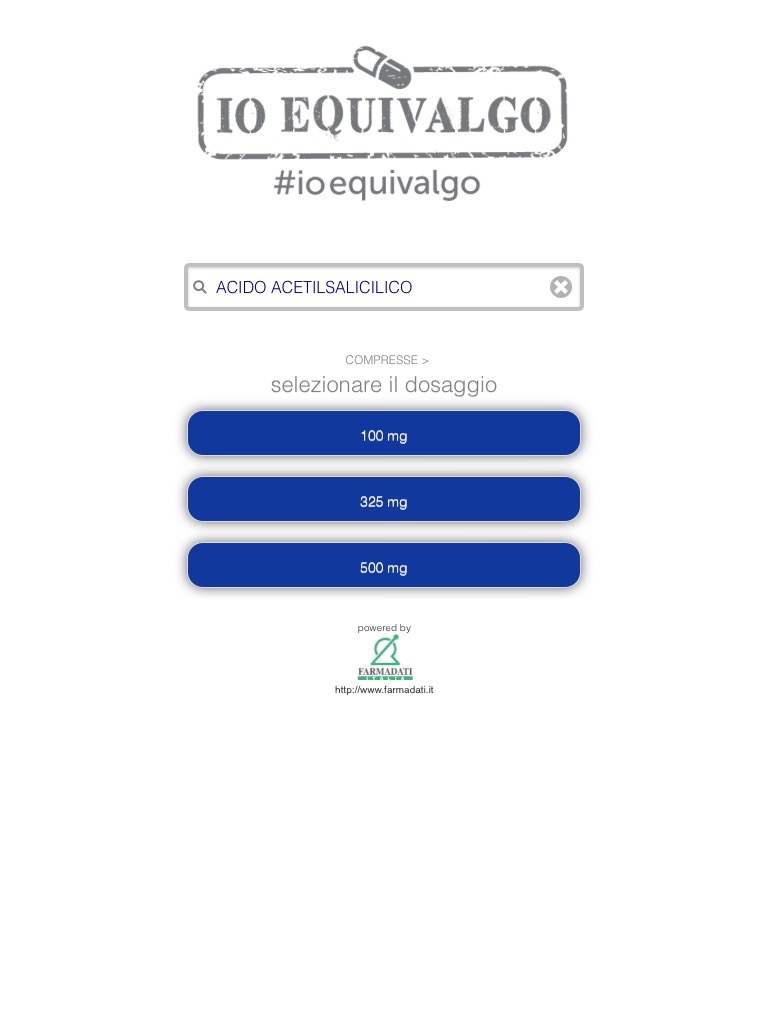 IO EQUIVALGO
#ioequivalgo
ACIDO ACETILSALICILICO
COMPRESSE >
selezionare il dosaggio
100 mg
325 mg
500 mg
powered by
FARMADATI
ITALIA
http://www.farmadati.it